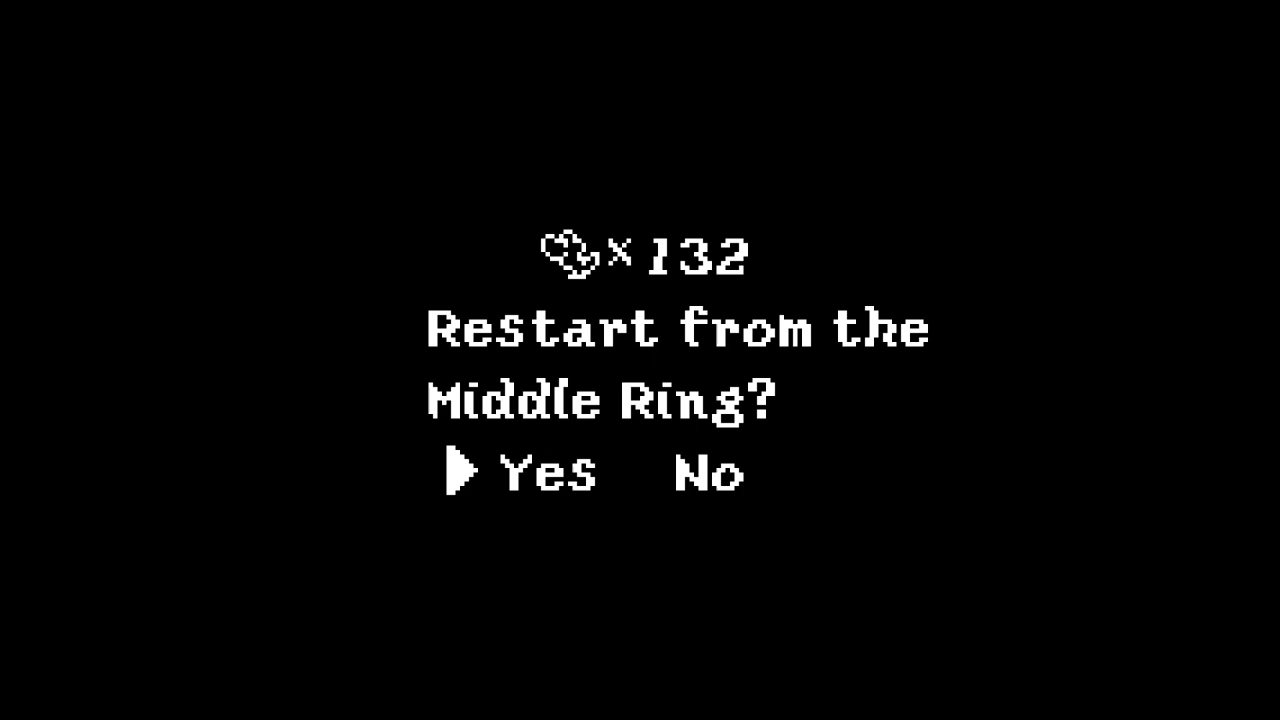 ×132
Restart from the
Middle Ring?
Yes No